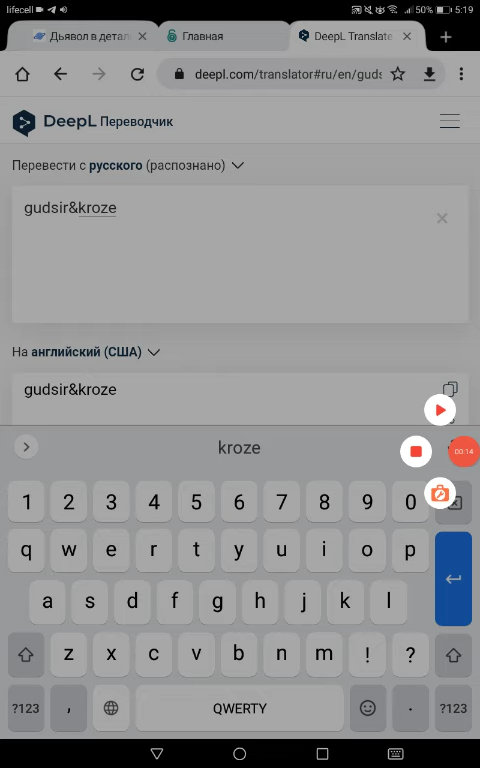 lifecell
50% 5:19
Дьявол в детал
Главная
DeepL Translate
deepl.com/translator#ru/en/guds
DeepL Переводчик
Перевести с русского (распознано)
gudsir&kroze
На английский (США)
gudsir&kroze
kroze
00:14
1 2 3 4 5 6 7 8 9 0
q w e r t y u i o p
a s d f g h j k l
z x c v b n m ! ?
?123 , QWERTY . ?123